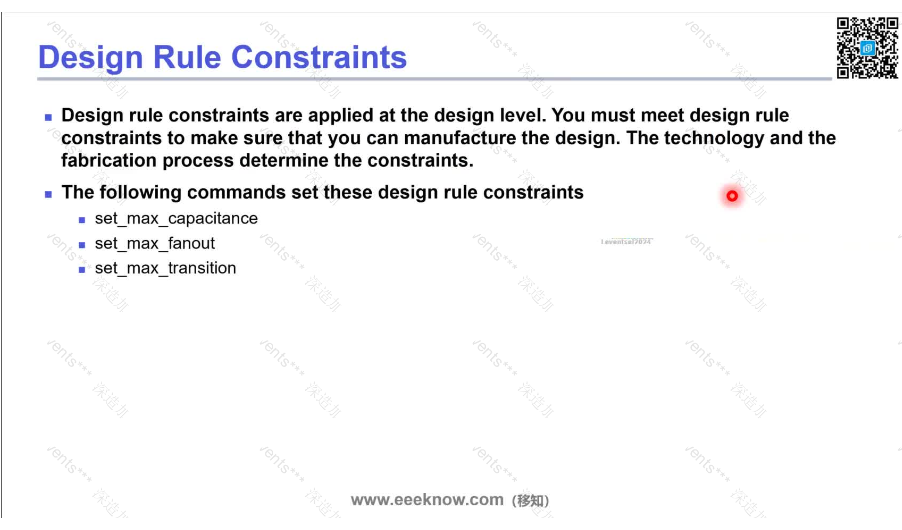 Design Rule Constraints
Design rule constraints are applied at the design level. You must meet design rule
constraints to make sure that you can manufacture the design. The technology and the
fabrication process determine the constraints.
The following commands set these design rule constraints
set_max_capacitance
set_max_fanout
set_max_transition
www.eeeknow.com（移知）